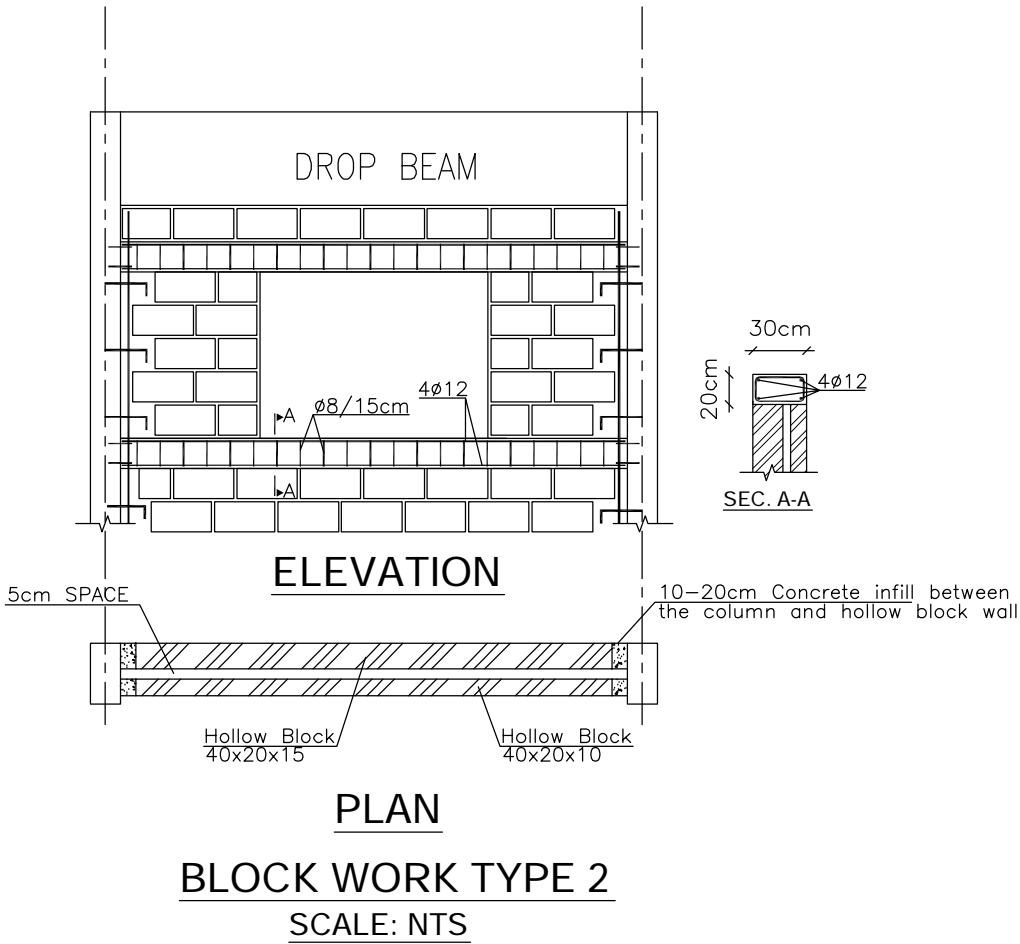 DROP BEAM
30cm
20cm
4ø12
SEC. A-A
4ø12
ø8/15cm
A
A
ELEVATION
5cm SPACE
10-20cm Concrete infill between
the column and hollow block wall
Hollow Block
40x20x15
Hollow Block
40x20x10
PLAN
BLOCK WORK TYPE 2
SCALE: NTS